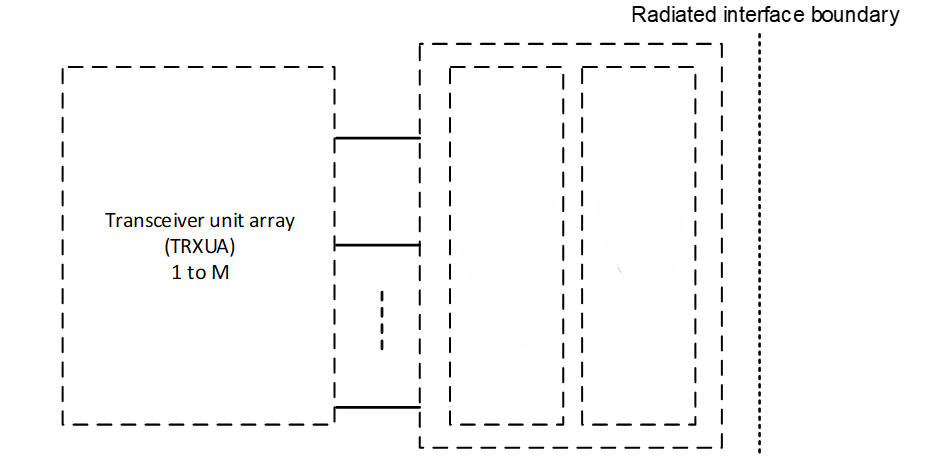 Radiated interface boundary
Transceiver unit array
(TRXUA)
1 to M